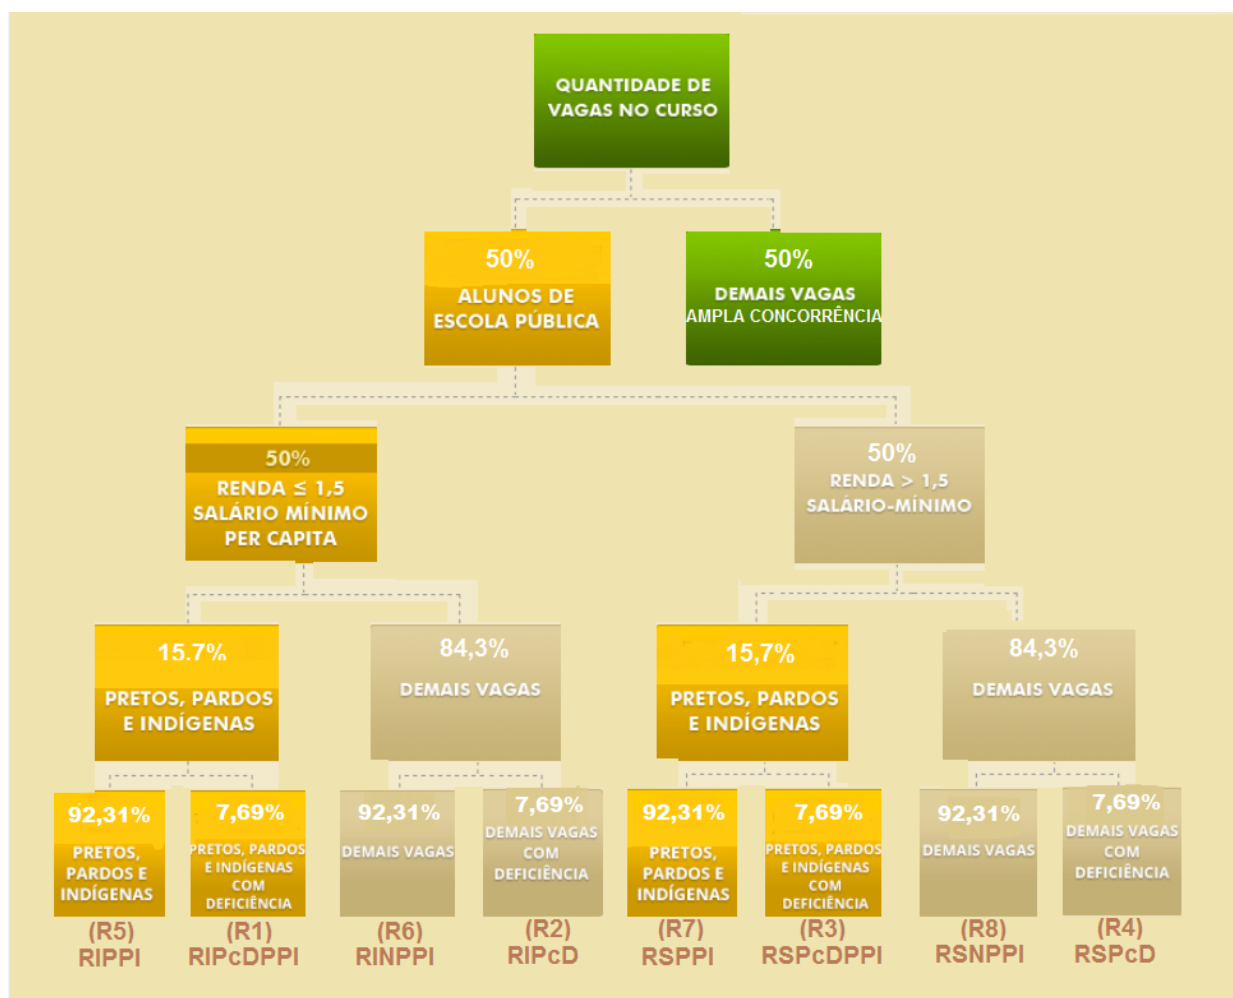 QUANTIDADE DE
VAGAS NO CURSO
50%
ALUNOS DE
ESCOLA PÚBLICA
50%
DEMAIS VAGAS
AMPLA CONCORRÊNCIA
50%
RENDA ≤ 1,5
SALÁRIO MÍNIMO
PER CAPITA
50%
RENDA > 1,5
SALÁRIO-MÍNIMO
15.7%
PRETOS, PARDOS
E INDÍGENAS
84,3%
DEMAIS VAGAS
15,7%
PRETOS, PARDOS
E INDÍGENAS
84,3%
DEMAIS VAGAS
92,31%
PRETOS,
PARDOS E
INDÍGENAS
(R5)
RIPPI
7,69%
PRETOS, PARDOS
E INDÍGENAS
COM
DEFICIÊNCIA
(R1)
RIPcDPPI
92,31%
DEMAIS VAGAS
(R6)
RINPPI
7,69%
DEMAIS VAGAS
COM
DEFICIÊNCIA
(R2)
RIPcD
92,31%
PRETOS,
PARDOS E
INDÍGENAS
(R7)
RSPPI
7,69%
PRETOS, PARDOS
E INDÍGENAS
COM
DEFICIÊNCIA
(R3)
RSPcDPPI
92,31%
DEMAIS VAGAS
(R8)
RSNPPI
7,69%
DEMAIS VAGAS
COM
DEFICIÊNCIA
(R4)
RSPcD